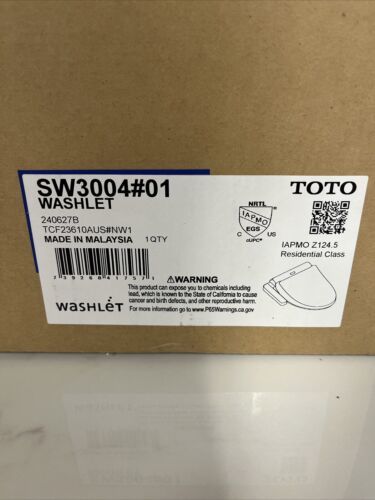 SW3004#01
WASHLET
240627B
TCF23610AUS#NW1
MADE IN MALAYSIA 1QTY
WASHLET
NRTL
IAPMO
EGS
C US
cUPC®
TOTO
IAPMO Z124.5
Residential Class
⚠WARNING
This product can expose you to chemicals including
lead, which is known to the State of California to cause
cancer and birth defects, and other reproductive harm.
For more information go to www.P65Warnings.ca.gov